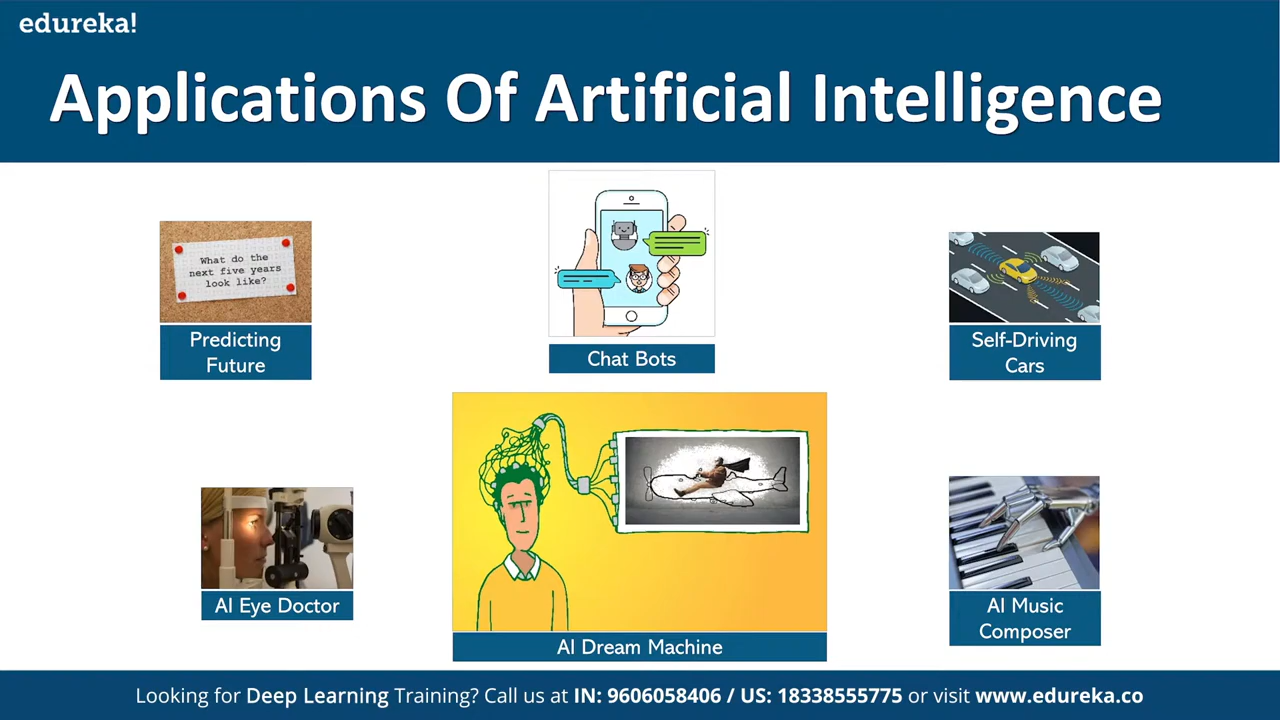 edureka!
Applications Of Artificial Intelligence
What do the
next five years
look like?
Predicting
Future
Chat Bots
Self-Driving
Cars
AI Eye Doctor
AI Dream Machine
AI Music
Composer
Looking for Deep Learning Training? Call us at IN: 9606058406 / US: 18338555775 or visit www.edureka.co